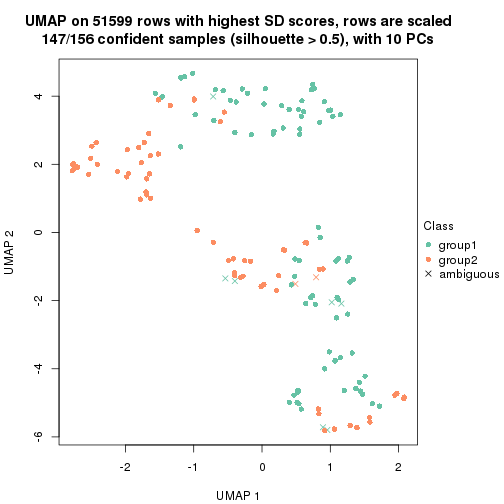 UMAP on 51599 rows with highest SD scores, rows are scaled
147/156 confident samples (silhouette > 0.5), with 10 PCs
4
2
0
-2
-4
-6
UMAP 2
-2
-1
0
1
2
UMAP 1
Class
group1
group2
ambiguous